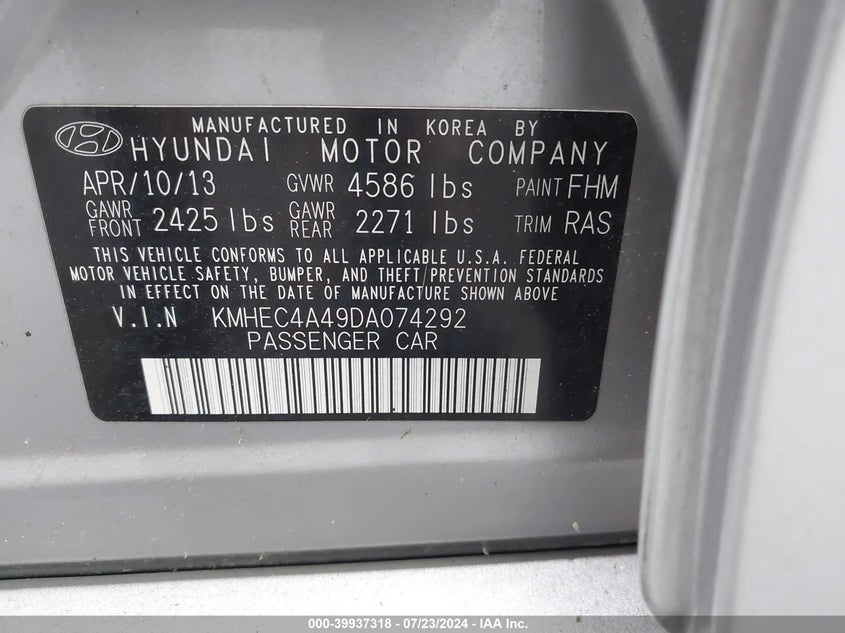 MANUFACTURED IN KOREA BY
HYUNDAI MOTOR COMPANY
APR/10/13 GVWR 4586 lbs PAINT FHM
GAWR FRONT 2425 lbs GAWR REAR 2271 lbs TRIM RAS
THIS VEHICLE CONFORMS TO ALL APPLICABLE U.S.A. FEDERAL
MOTOR VEHICLE SAFETY, BUMPER, AND THEFT PREVENTION STANDARDS
IN EFFECT ON THE DATE OF MANUFACTURE SHOWN ABOVE
V.I.N KMHEC4A49DA074292
PASSENGER CAR
000-39937318 - 07/23/2024 - IAA Inc.